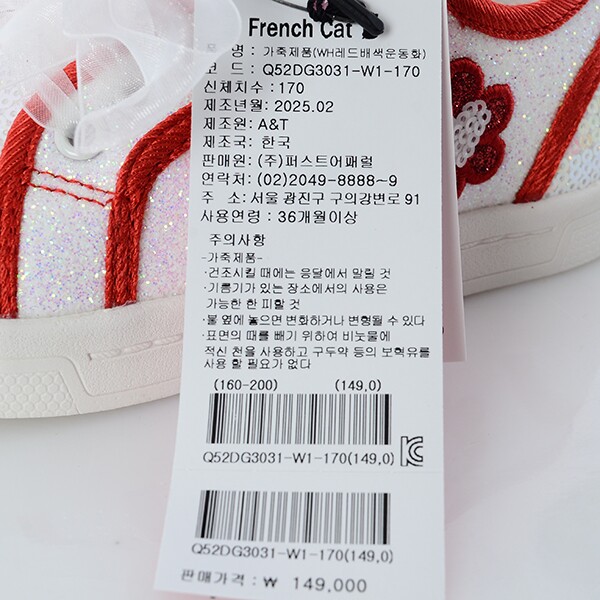 French Cat
품 명 : 가죽제품(WH레드배색운동화)
코 드 : Q52DG3031-W1-170
신체치수 : 170
제조년월 : 2025.02
제조원 : A&T
제조국: 한국
판매원 : (주)퍼스트어패럴
연락처: (02)2049-8888~9
주 소: 서울 광진구 구의강변로 91
사용연령 : 36개월이상
주의사항
-가죽제품-
·건조시킬 때에는 응달에서 말릴 것
·기름기가 있는 장소에서의 사용은
가능한 한 피할 것
·불 옆에 놓으면 변화하거나 변형될 수 있다
·표면의 때를 빼기 위하여 비눗물에
적신 천을 사용하고 구두약 등의 보혁유를
사용 할 필요가 없다
(160-200) (149,0)
Q52DG3031-W1-170(149,0)
Q52DG3031-W1-170(149,0)
판매가격 : ₩ 149,000